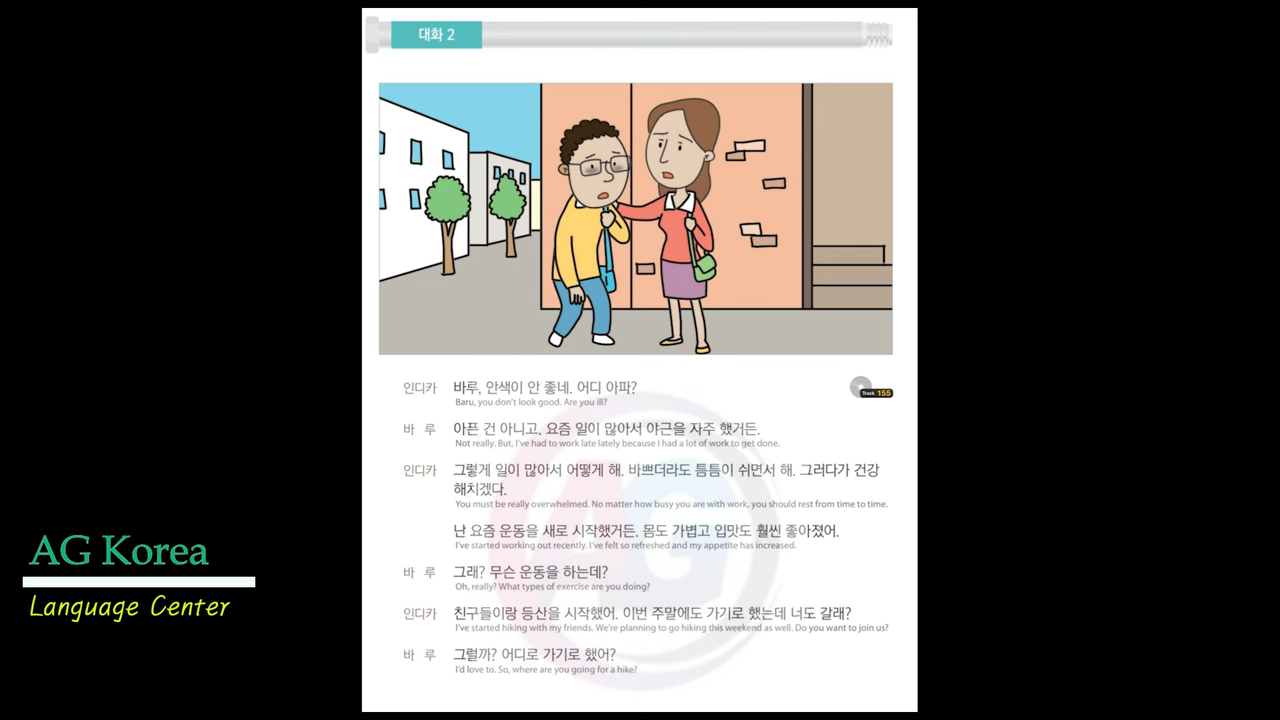 대화 2
인디카 바루, 안색이 안 좋네. 어디 아파?
Baru, you don't look good. Are you ill?
Track 155
바 루 아픈 건 아니고. 요즘 일이 많아서 야근을 자주 했거든.
Not really. But, I've had to work late lately because I had a lot of work to get done.
인디카 그렇게 일이 많아서 어떻게 해. 바쁘더라도 틈틈이 쉬면서 해. 그러다가 건강
해치겠다.
You must be really overwhelmed. No matter how busy you are with work, you should rest from time to time.
난 요즘 운동을 새로 시작했거든. 몸도 가볍고 입맛도 훨씬 좋아졌어.
I've started working out recently. I've felt so refreshed and my appetite has increased.
바 루 그래? 무슨 운동을 하는데?
Oh, really? What types of exercise are you doing?
인디카 친구들이랑 등산을 시작했어. 이번 주말에도 가기로 했는데 너도 갈래?
I've started hiking with my friends. We're planning to go hiking this weekend as well. Do you want to join us?
바 루 그럴까? 어디로 가기로 했어?
I'd love to. So, where are you going for a hike?
AG
AG Korea
Language Center